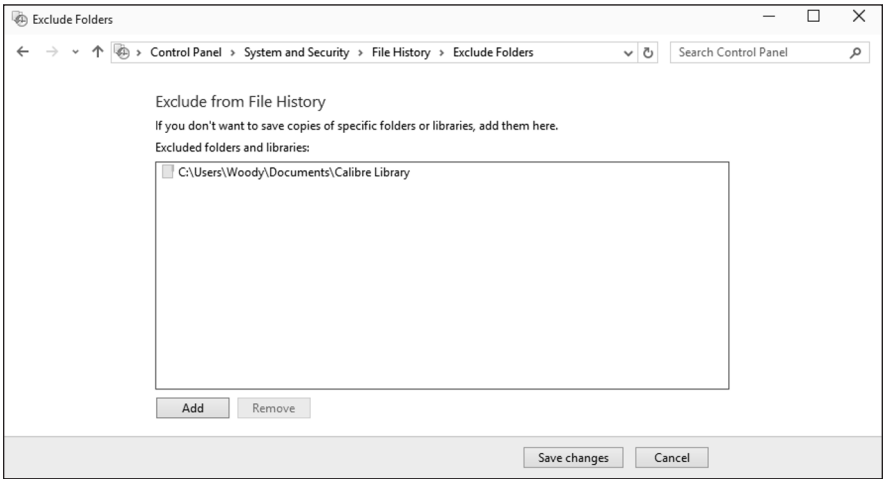 Exclude Folders
Control Panel > System and Security > File History > Exclude Folders
Search Control Panel
Exclude from File History
If you don't want to save copies of specific folders or libraries, add them here.
Excluded folders and libraries:
C:\Users\Woody\Documents\Calibre Library
Add
Remove
Save changes
Cancel